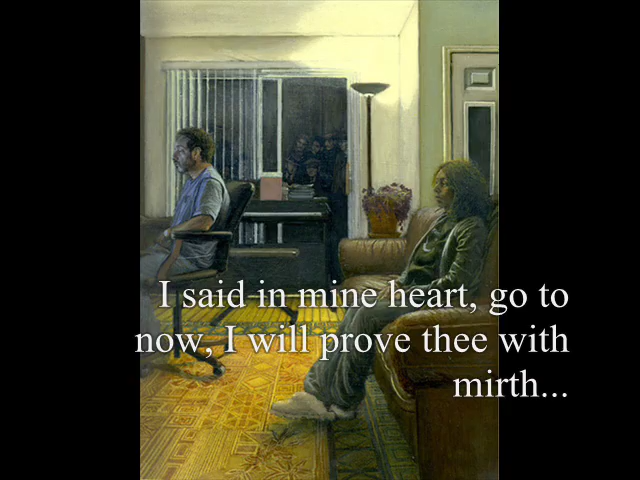 I said in mine heart, go to
now, I will prove thee with
mirth...